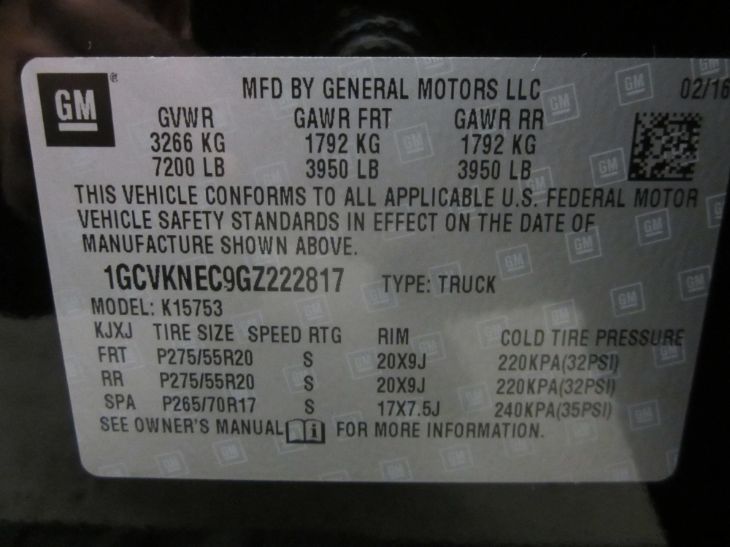 GM ®
MFD BY GENERAL MOTORS LLC 02/16
GVWR GAWR FRT GAWR RR
3266 KG 1792 KG 1792 KG
7200 LB 3950 LB 3950 LB
THIS VEHICLE CONFORMS TO ALL APPLICABLE U.S. FEDERAL MOTOR
VEHICLE SAFETY STANDARDS IN EFFECT ON THE DATE OF
MANUFACTURE SHOWN ABOVE.
1GCVKNEC9GZ222817 TYPE: TRUCK
MODEL: K15753
KJXJ TIRE SIZE SPEED RTG RIM COLD TIRE PRESSURE
FRT P275/55R20 S 20X9J 220KPA(32PSI)
RR P275/55R20 S 20X9J 220KPA(32PSI)
SPA P265/70R17 S 17X7.5J 240KPA(35PSI)
SEE OWNER'S MANUAL i FOR MORE INFORMATION.